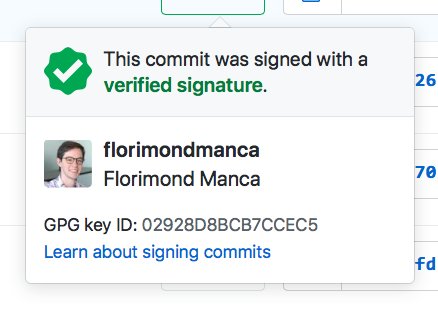 This commit was signed with a
verified signature.
26
florimondmanca
Florimond Manca
70
GPG key ID: 02928D8BCB7CCEC5
Learn about signing commits
fd